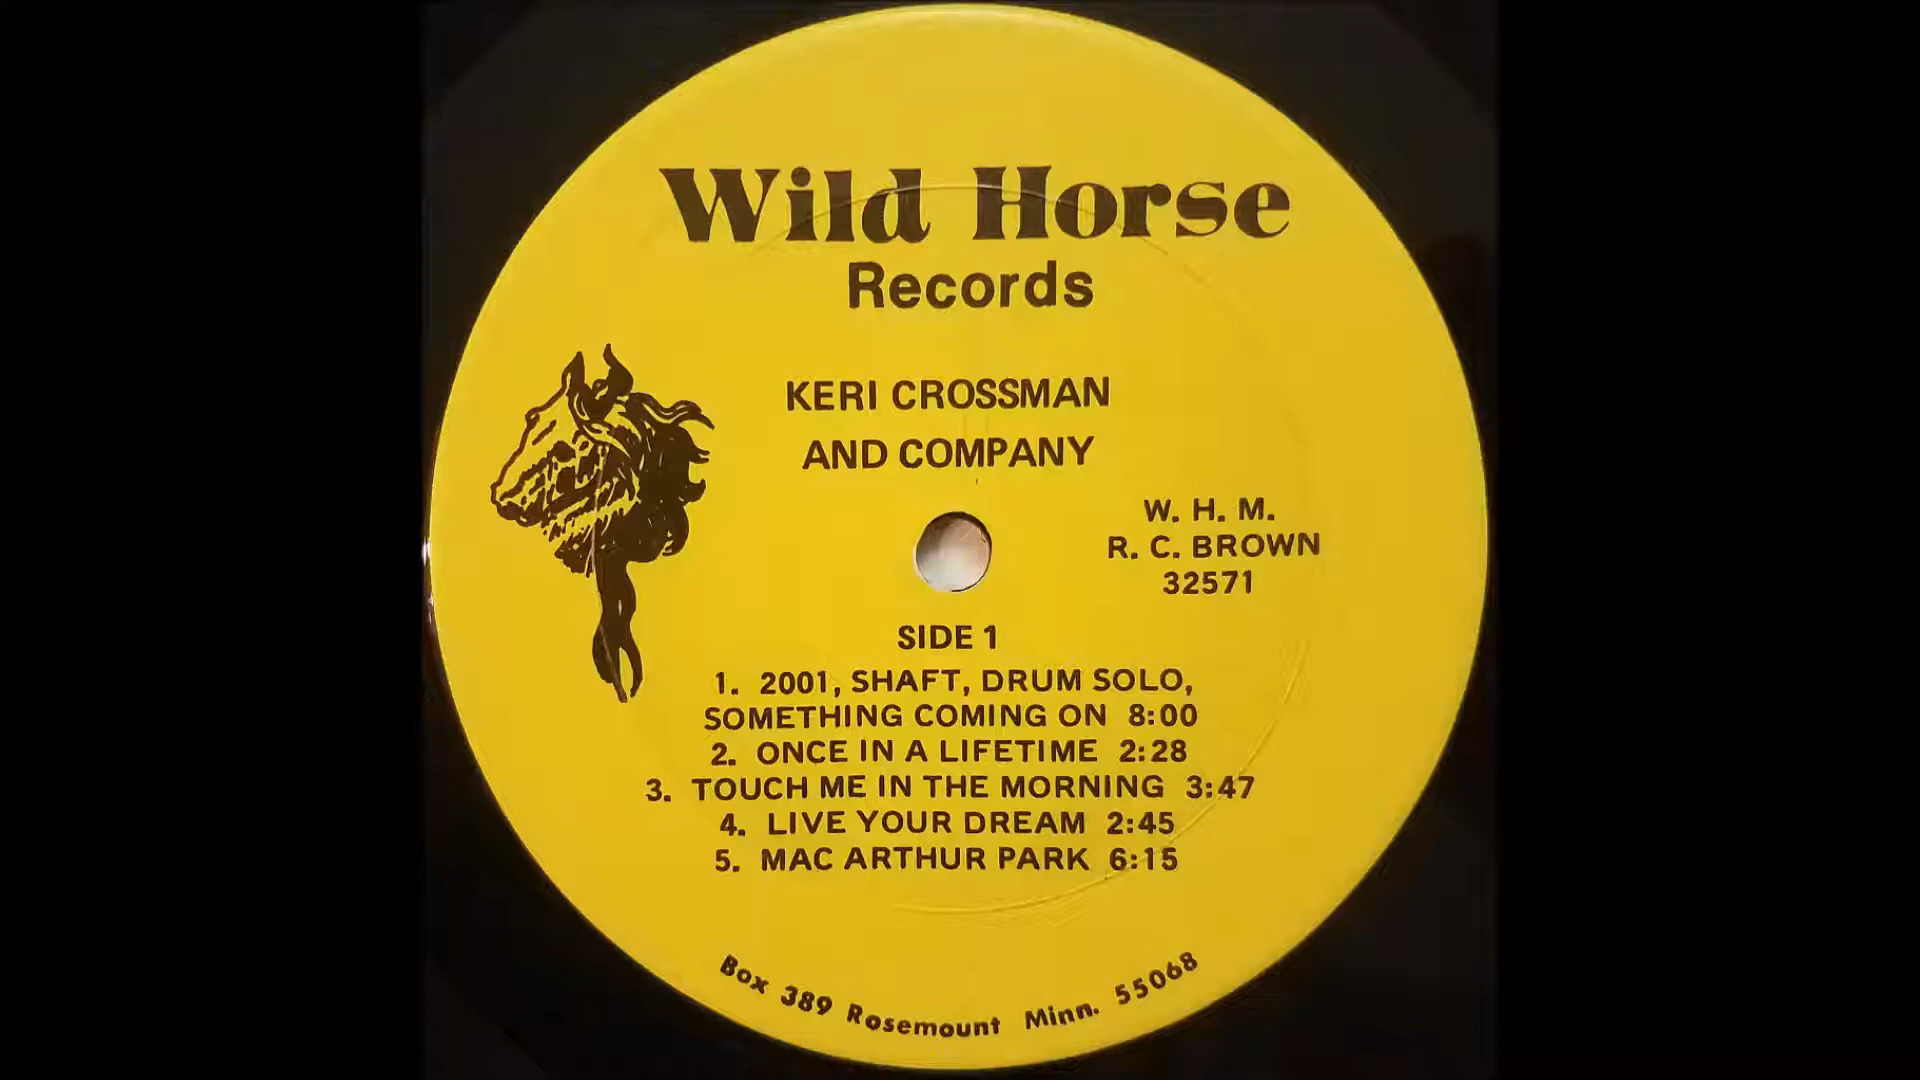 Wild Horse
Records
KERI CROSSMAN
AND COMPANY
W. H. M.
R. C. BROWN
32571
SIDE 1
1. 2001, SHAFT, DRUM SOLO,
SOMETHING COMING ON 8:00
2. ONCE IN A LIFETIME 2:28
3. TOUCH ME IN THE MORNING 3:47
4. LIVE YOUR DREAM 2:45
5. MAC ARTHUR PARK 6:15
Box 389 Rosemount Minn. 55068